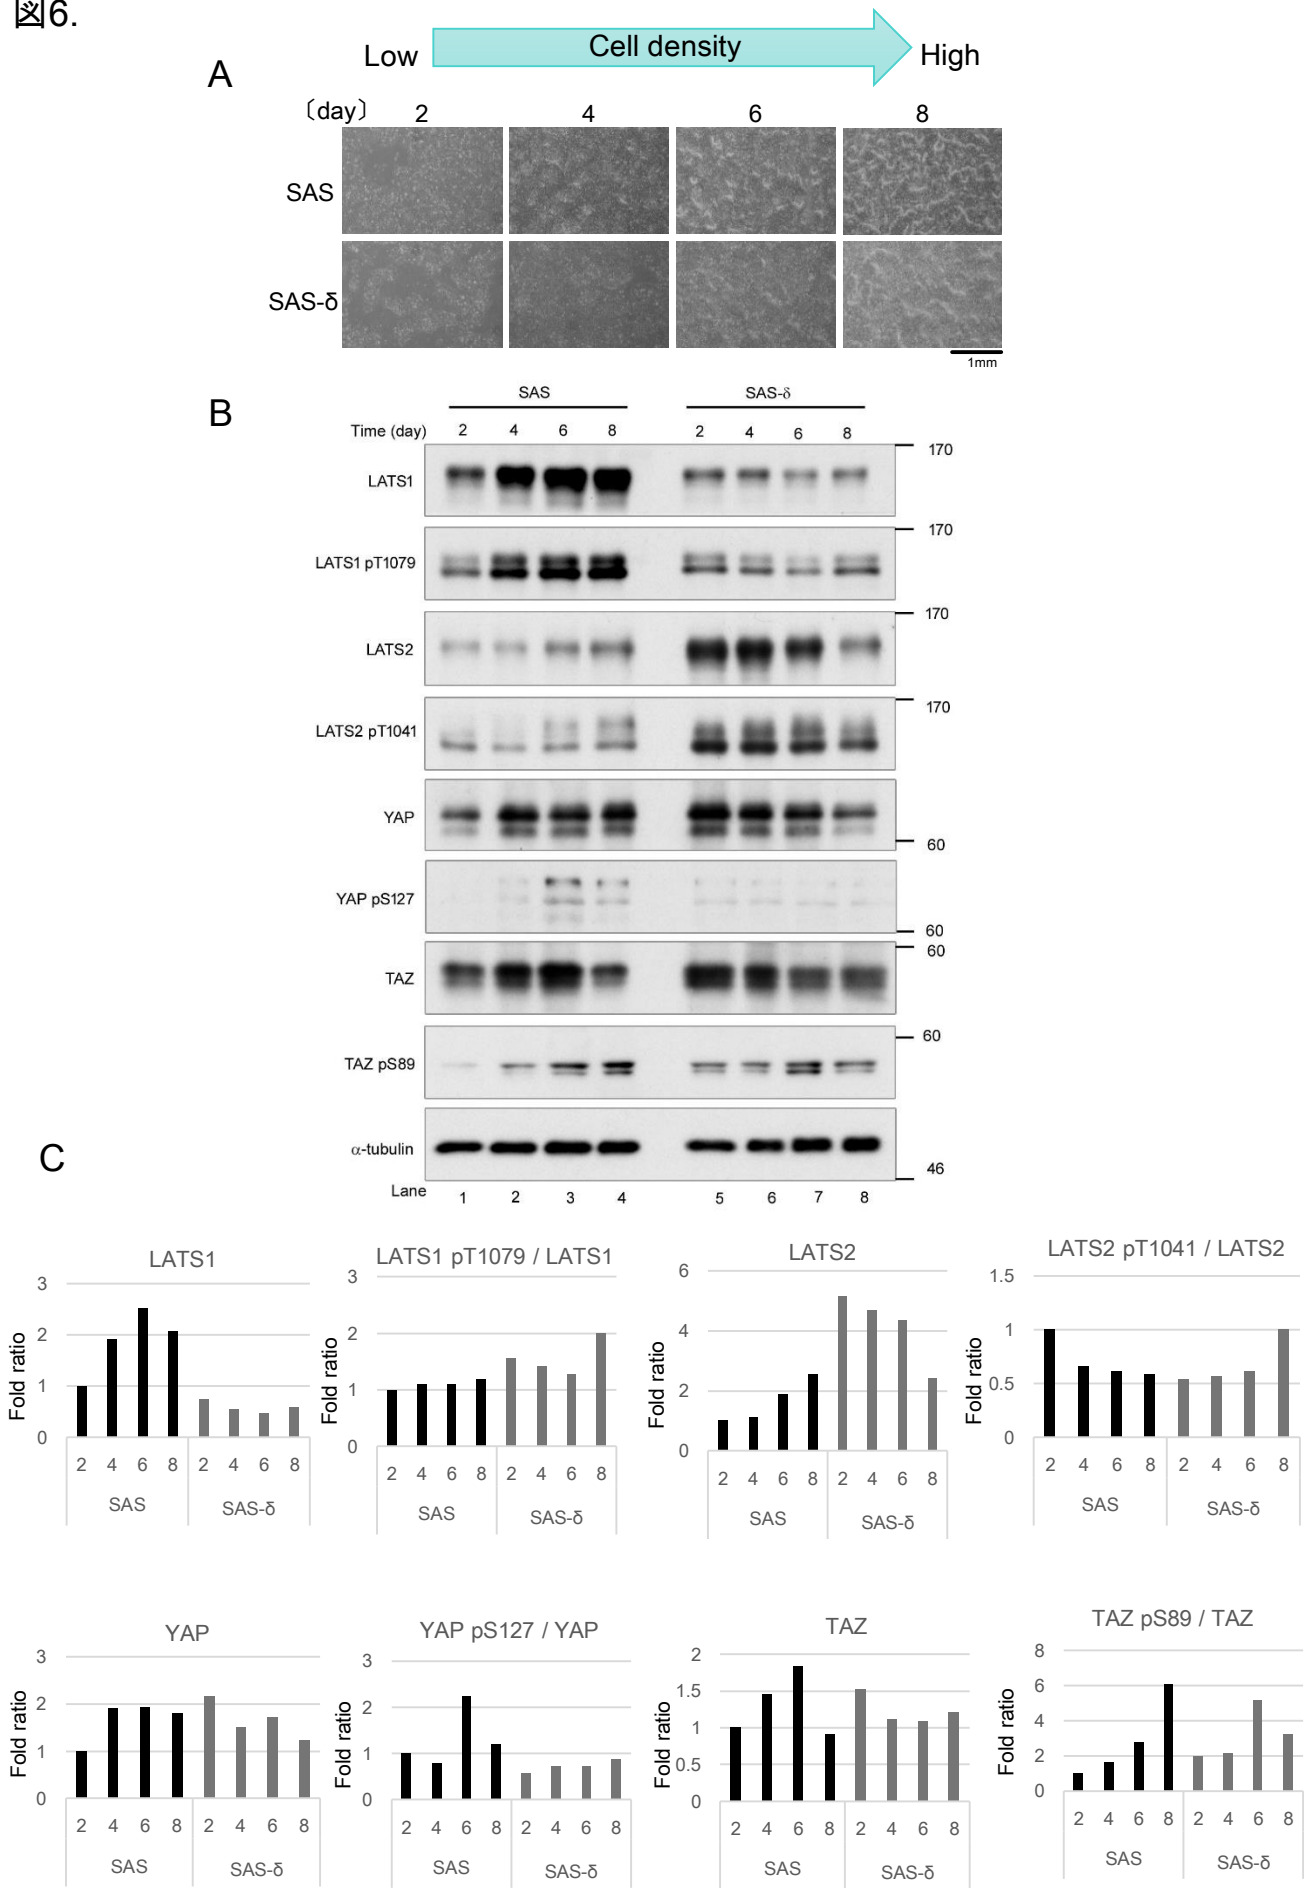 図6.
Low Cell density High
A
〔day〕 2 4 6 8
SAS
SAS-δ
1mm
B
SAS SAS-δ
Time (day) 2 4 6 8 2 4 6 8
LATS1 170
LATS1 pT1079 170
LATS2 170
LATS2 pT1041 170
YAP 60
YAP pS127 60
TAZ 60
TAZ pS89 60
α-tubulin 46
Lane 1 2 3 4 5 6 7 8
C
LATS1
Fold ratio
3
2
1
0
2 4 6 8 2 4 6 8
SAS SAS-δ
LATS1 pT1079 / LATS1
Fold ratio
3
2
1
0
2 4 6 8 2 4 6 8
SAS SAS-δ
LATS2
Fold ratio
6
4
2
0
2 4 6 8 2 4 6 8
SAS SAS-δ
LATS2 pT1041 / LATS2
Fold ratio
1.5
1
0.5
0
2 4 6 8 2 4 6 8
SAS SAS-δ
YAP
Fold ratio
3
2
1
0
2 4 6 8 2 4 6 8
SAS SAS-δ
YAP pS127 / YAP
Fold ratio
3
2
1
0
2 4 6 8 2 4 6 8
SAS SAS-δ
TAZ
Fold ratio
2
1.5
1
0.5
0
2 4 6 8 2 4 6 8
SAS SAS-δ
TAZ pS89 / TAZ
Fold ratio
8
6
4
2
0
2 4 6 8 2 4 6 8
SAS SAS-δ